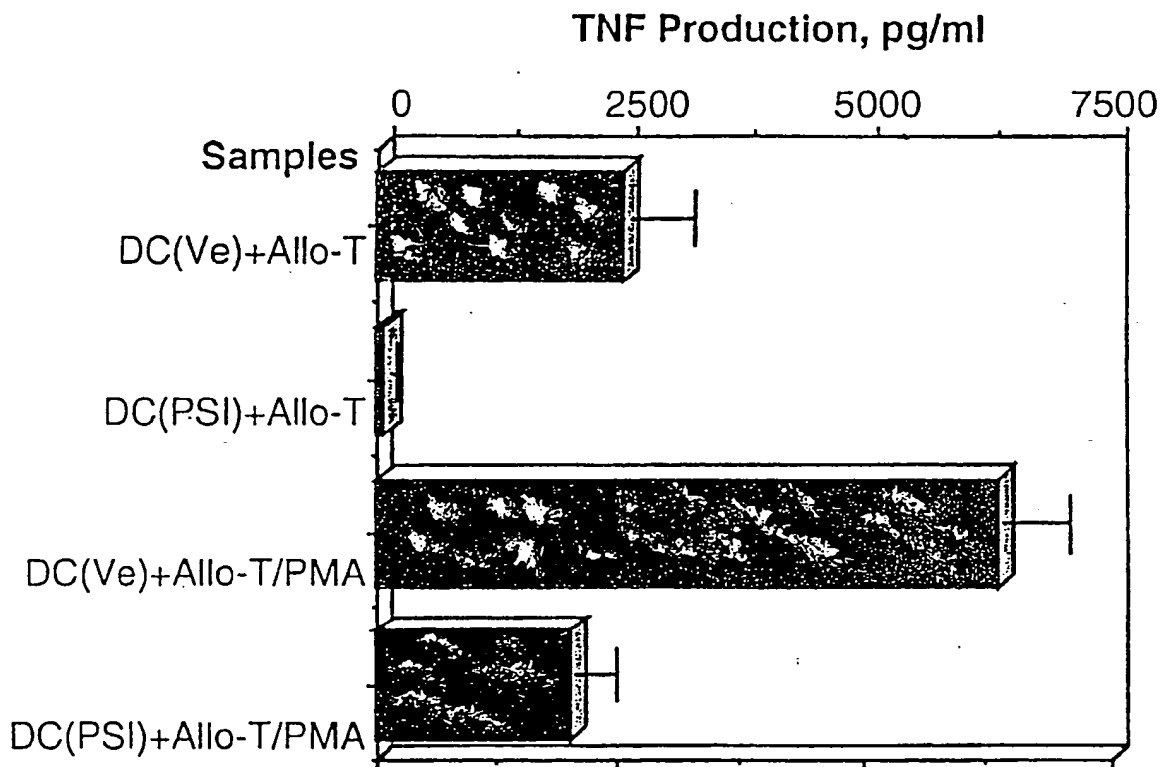 TNF Production, pg/ml
0 2500 5000 7500
Samples
DC(Ve)+Allo-T
DC(PSI)+Allo-T
DC(Ve)+Allo-T/PMA
DC(PSI)+Allo-T/PMA